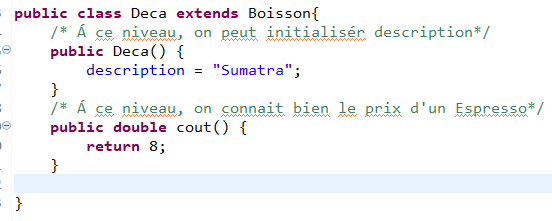 public class Deca extends Boisson{
/* Á ce niveau, on peut initialisér description*/
public Deca() {
description = "Sumatra";
}
/* Á ce niveau, on connait bien le prix d'un Espresso*/
public double cout() {
return 8;
}
}